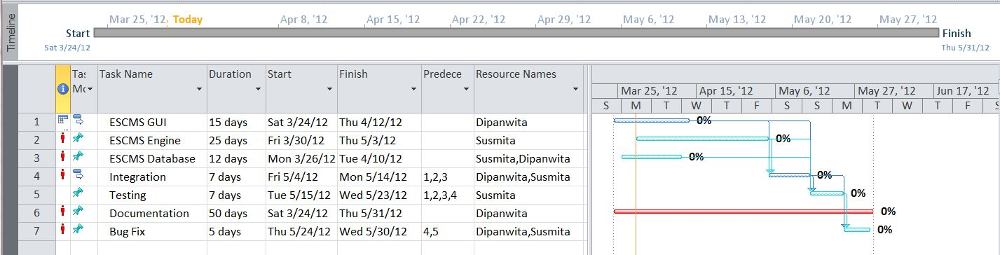 Timeline
Mar 25, '12 Today Apr 8, '12 Apr 15, '12 Apr 22, '12 Apr 29, '12 May 6, '12 May 13, '12 May 20, '12 May 27, '12
Start Finish
Sat 3/24/12 Thu 5/31/12
Tas Task Name Duration Start Finish Predece Resource Names
Mc
Mar 25, '12 Apr 15, '12 May 6, '12 May 27, '12 Jun 17, '12
S M T W T F S S M T W T F S
1 ESCMS GUI 15 days Sat 3/24/12 Thu 4/12/12 Dipanwita 0%
2 ESCMS Engine 25 days Fri 3/30/12 Thu 5/3/12 Susmita 0%
3 ESCMS Database 12 days Mon 3/26/12 Tue 4/10/12 Susmita,Dipanwita 0%
4 Integration 7 days Fri 5/4/12 Mon 5/14/12 1,2,3 Dipanwita,Susmita 0%
5 Testing 7 days Tue 5/15/12 Wed 5/23/12 1,2,3,4 Susmita 0%
6 Documentation 50 days Sat 3/24/12 Thu 5/31/12 Dipanwita 0%
7 Bug Fix 5 days Thu 5/24/12 Wed 5/30/12 4,5 Dipanwita,Susmita 0%